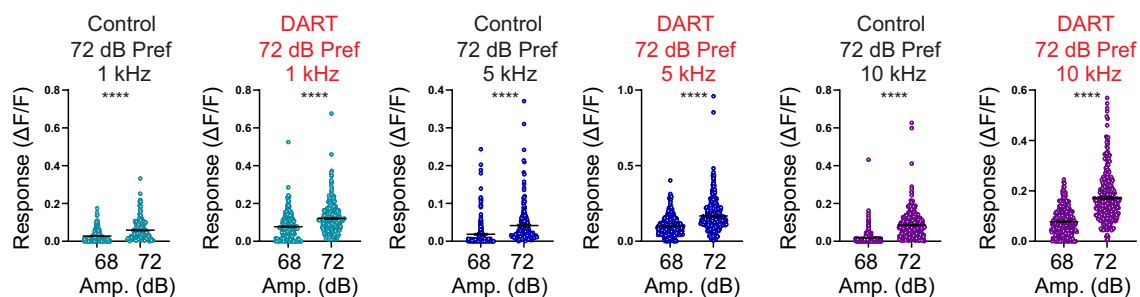 Control
72 dB Pref
1 kHz
****
Response (ΔF/F)
0.8
0.6
0.4
0.2
0.0
68 72
Amp. (dB)
DART
72 dB Pref
1 kHz
****
Response (ΔF/F)
0.8
0.6
0.4
0.2
0.0
68 72
Amp. (dB)
Control
72 dB Pref
5 kHz
****
Response (ΔF/F)
0.4
0.3
0.2
0.1
0.0
68 72
Amp. (dB)
DART
72 dB Pref
5 kHz
****
Response (ΔF/F)
1.0
0.5
0.0
68 72
Amp. (dB)
Control
72 dB Pref
10 kHz
****
Response (ΔF/F)
0.8
0.6
0.4
0.2
0.0
68 72
Amp. (dB)
DART
72 dB Pref
10 kHz
****
Response (ΔF/F)
0.6
0.4
0.2
0.0
68 72
Amp. (dB)